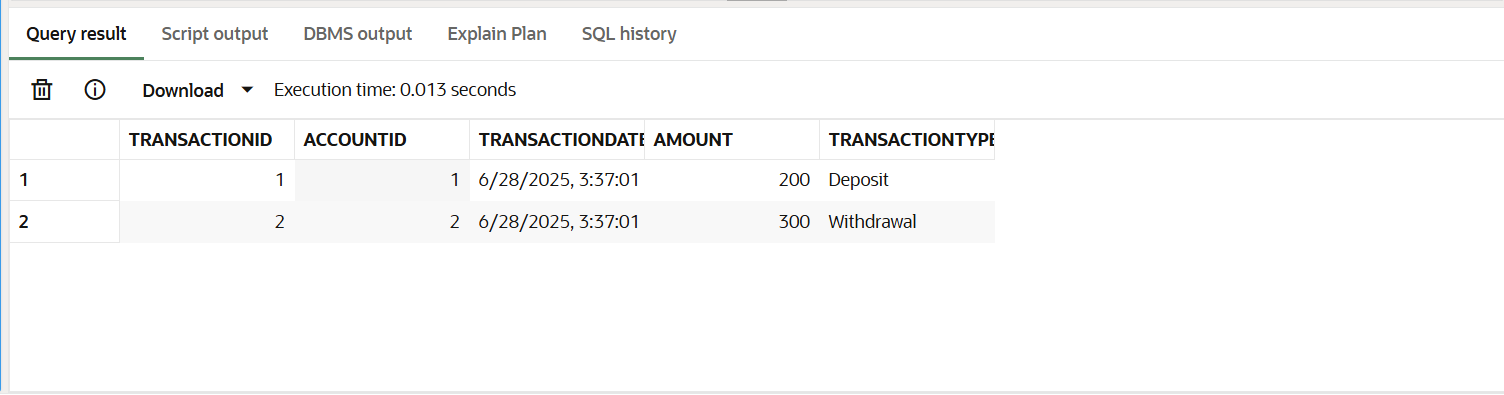 Query result Script output DBMS output Explain Plan SQL history
Download Execution time: 0.013 seconds
TRANSACTIONID ACCOUNTID TRANSACTIONDATE AMOUNT TRANSACTIONTYPE
1 1 1 6/28/2025, 3:37:01 200 Deposit
2 2 2 6/28/2025, 3:37:01 300 Withdrawal